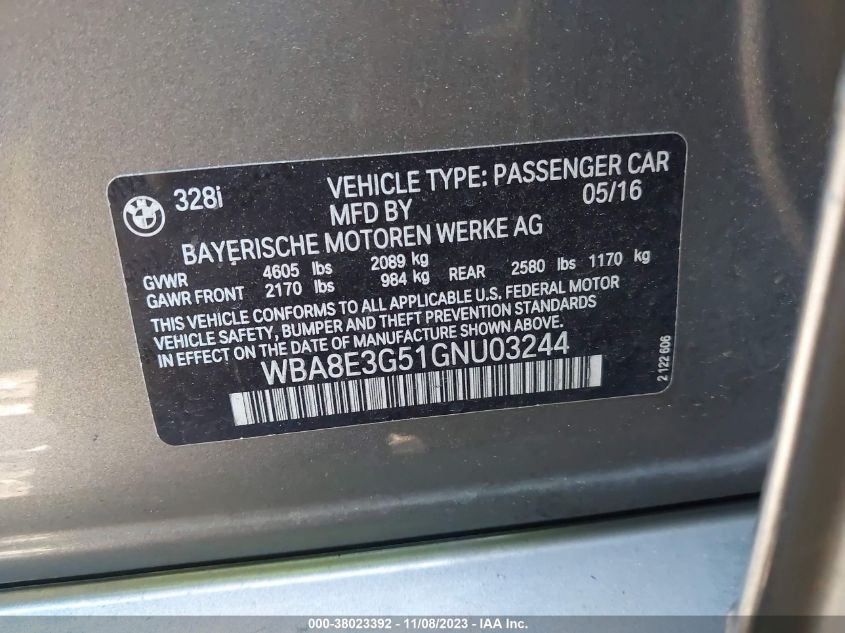 BMW
328i
VEHICLE TYPE: PASSENGER CAR
MFD BY 05/16
BAYERISCHE MOTOREN WERKE AG
GVWR 4605 lbs 2089 kg
GAWR FRONT 2170 lbs 984 kg REAR 2580 lbs 1170 kg
THIS VEHICLE CONFORMS TO ALL APPLICABLE U.S. FEDERAL MOTOR
VEHICLE SAFETY, BUMPER AND THEFT PREVENTION STANDARDS
IN EFFECT ON THE DATE OF MANUFACTURE SHOWN ABOVE.
WBA8E3G51GNU03244
2 122 606
000-38023392 - 11/08/2023 - IAA Inc.